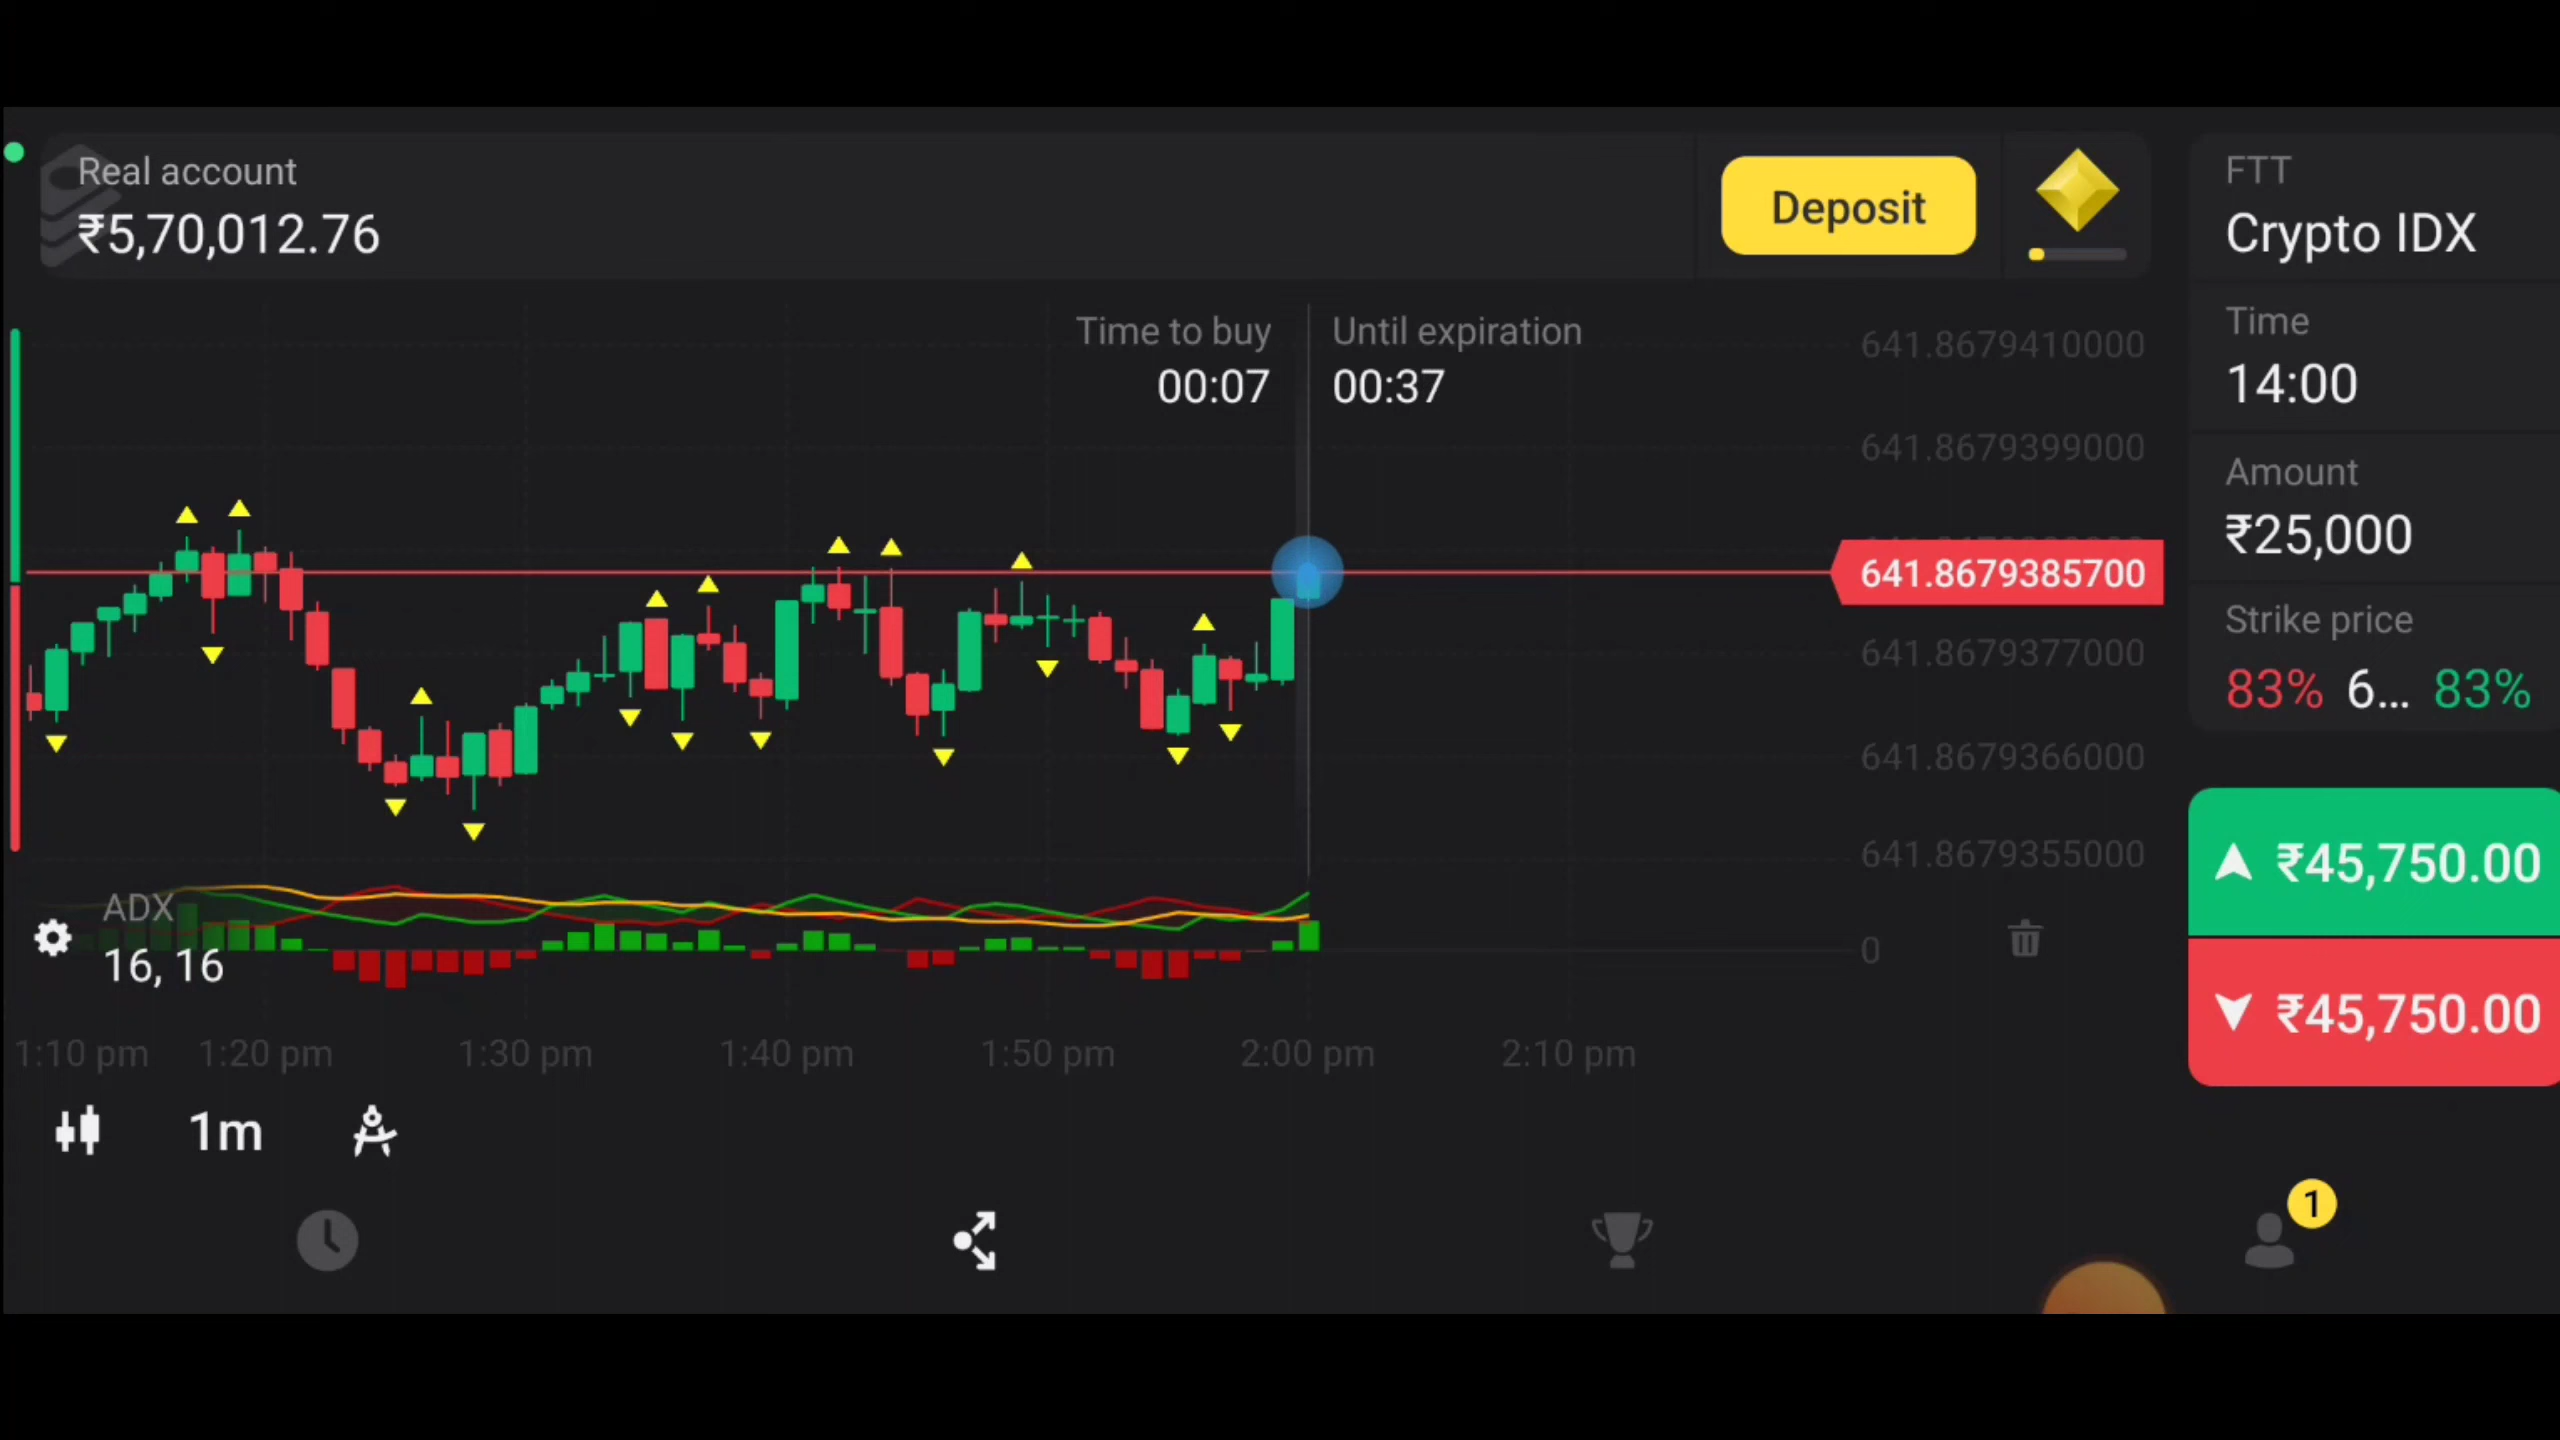 Real account
₹5,70,012.76
Deposit
FTT
Crypto IDX
Time
14:00
Amount
₹25,000
Strike price
83% 6... 83%
Time to buy
00:07
Until expiration
00:37
641.8679410000
641.8679399000
641.8679385700
641.8679377000
641.8679366000
641.8679355000
₹45,750.00
₹45,750.00
ADX
16, 16
0
1:10 pm 1:20 pm 1:30 pm 1:40 pm 1:50 pm 2:00 pm 2:10 pm
1m
1